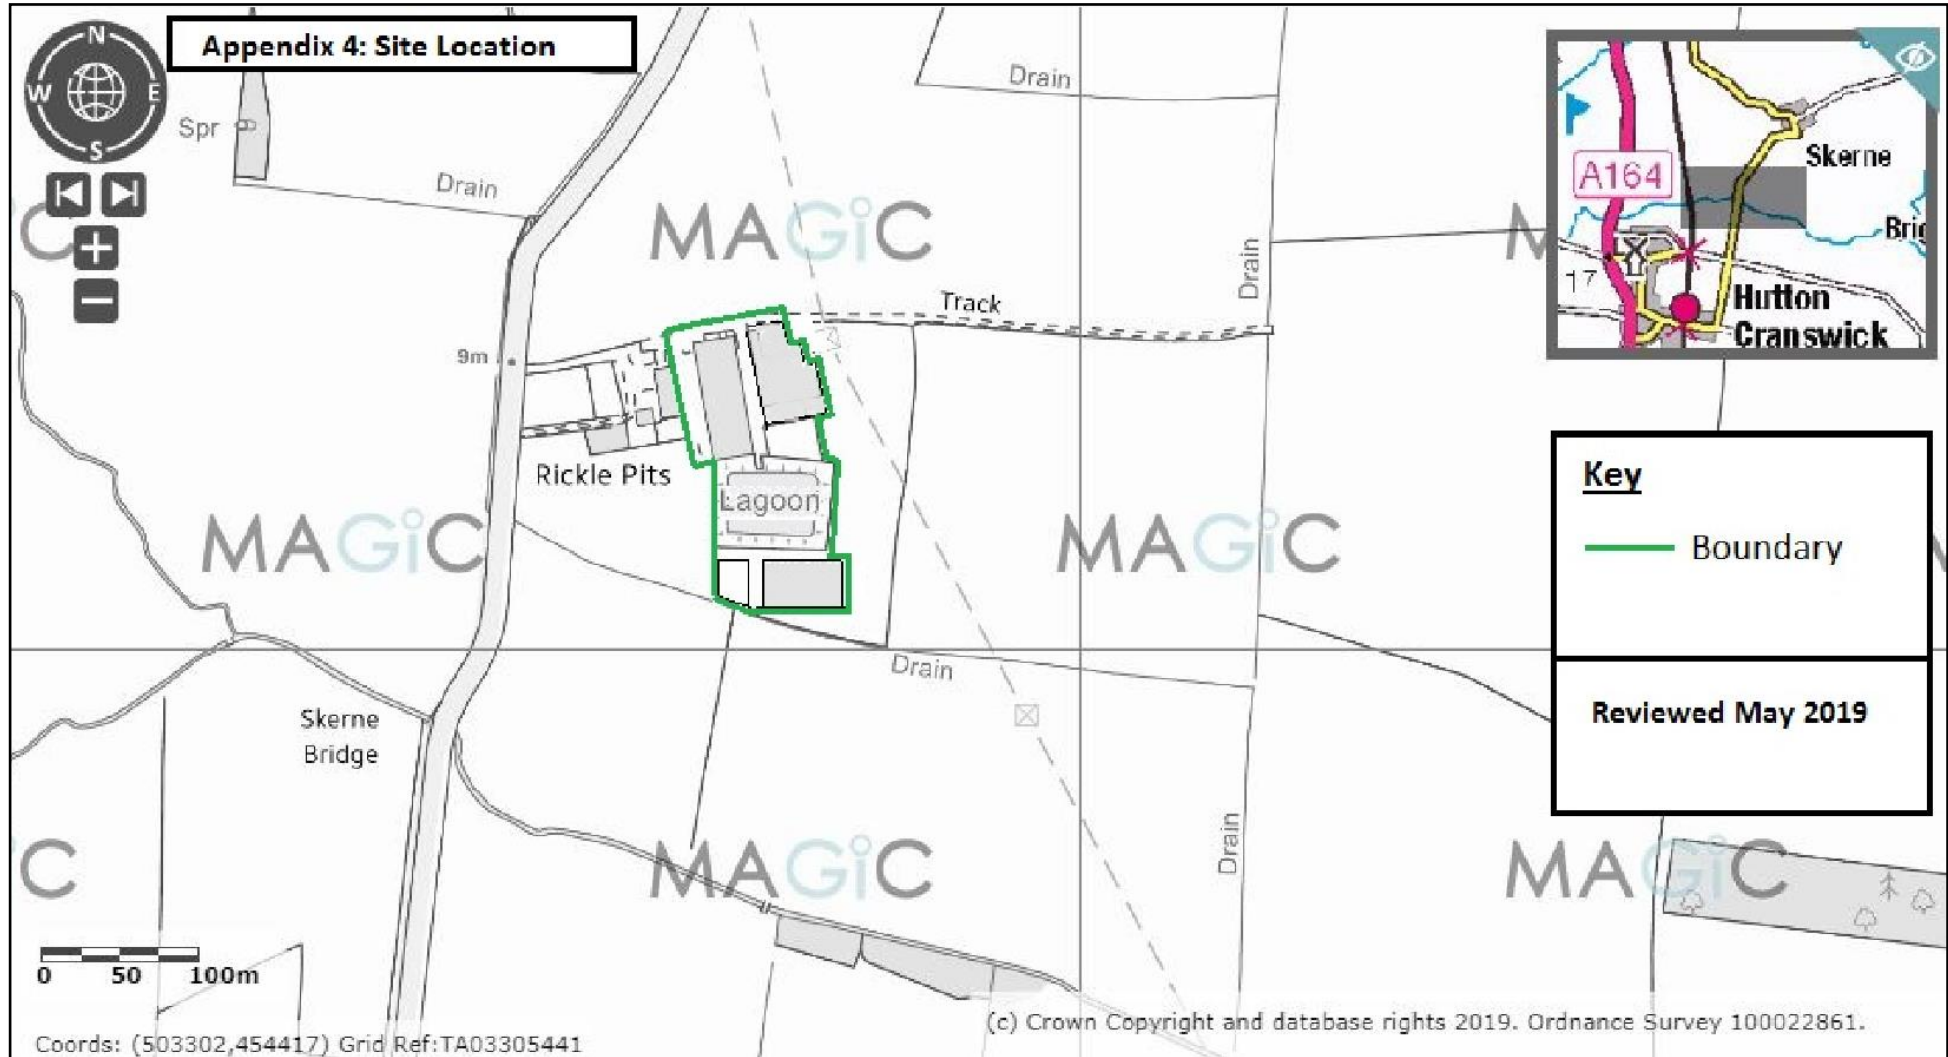 N
Appendix 4: Site Location
W
E
S
Spr
Drain
Drain
MAGiC
Skerne
A164
Brig
17
Hutton
Cranswick
Drain
Track
9m
Rickle Pits
Lagoon
MAGiC
MAGiC
Key
Boundary
Drain
Skerne
Bridge
Reviewed May 2019
Drain
MAGiC
MAGiC
0 50 100m
(c) Crown Copyright and database rights 2019. Ordnance Survey 100022861.
Coords: (503302,454417) Grid Ref:TA03305441